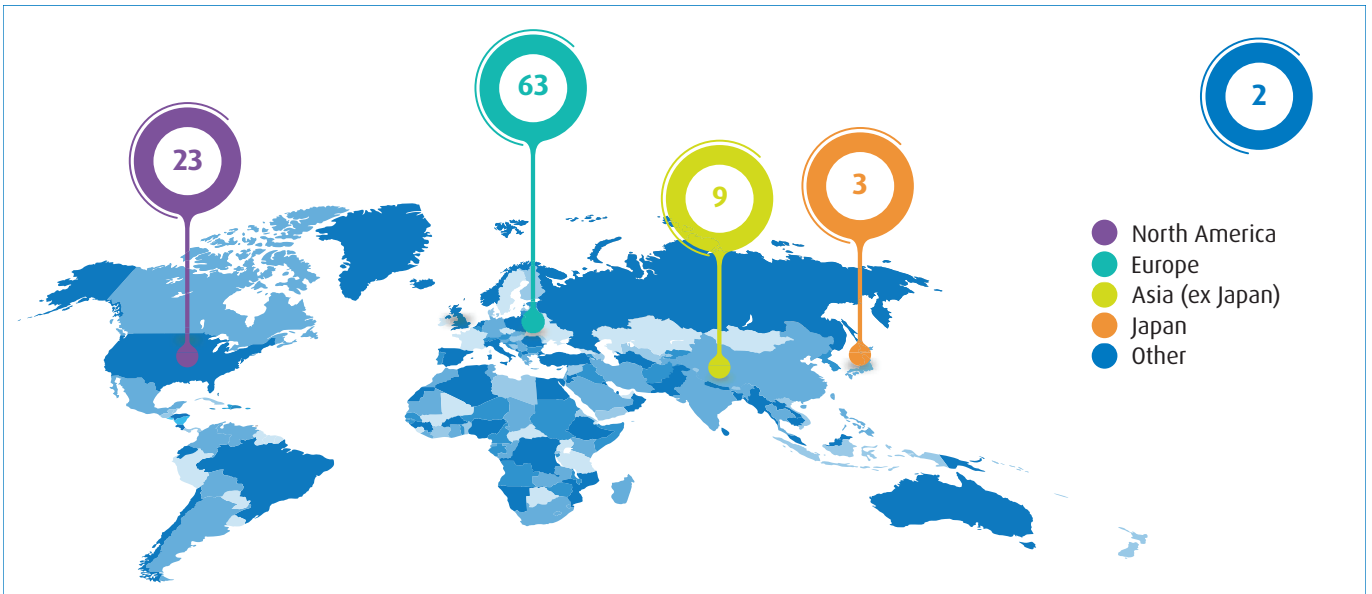 63
2
23
9
3
North America
Europe
Asia (ex Japan)
Japan
Other